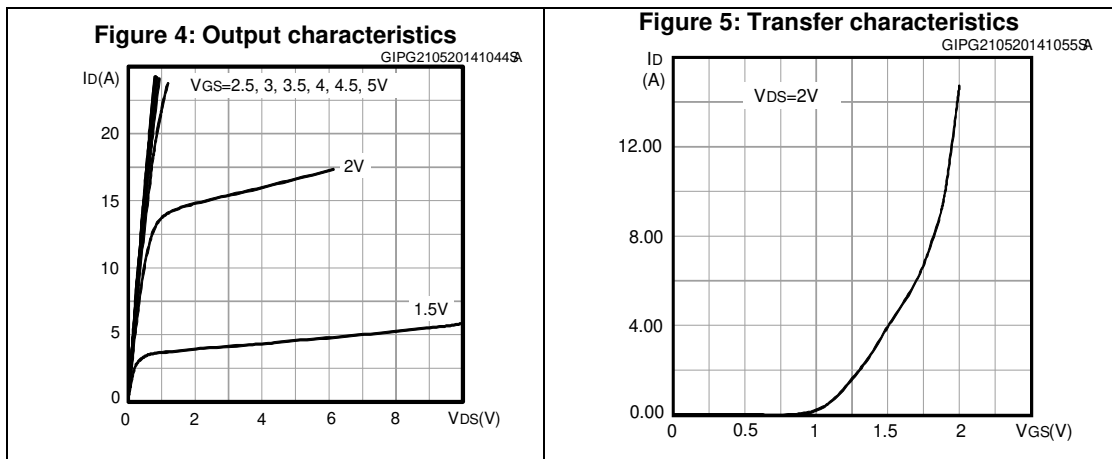 Figure 4: Output characteristics
GIPG210520141044SA
ID(A)
VGS=2.5, 3, 3.5, 4, 4.5, 5V
20
2V
15
10
1.5V
5
0
0 2 4 6 8 VDS(V)
Figure 5: Transfer characteristics
GIPG210520141055SA
ID
(A)
VDS=2V
12.00
8.00
4.00
0.00
0 0.5 1 1.5 2 VGS(V)